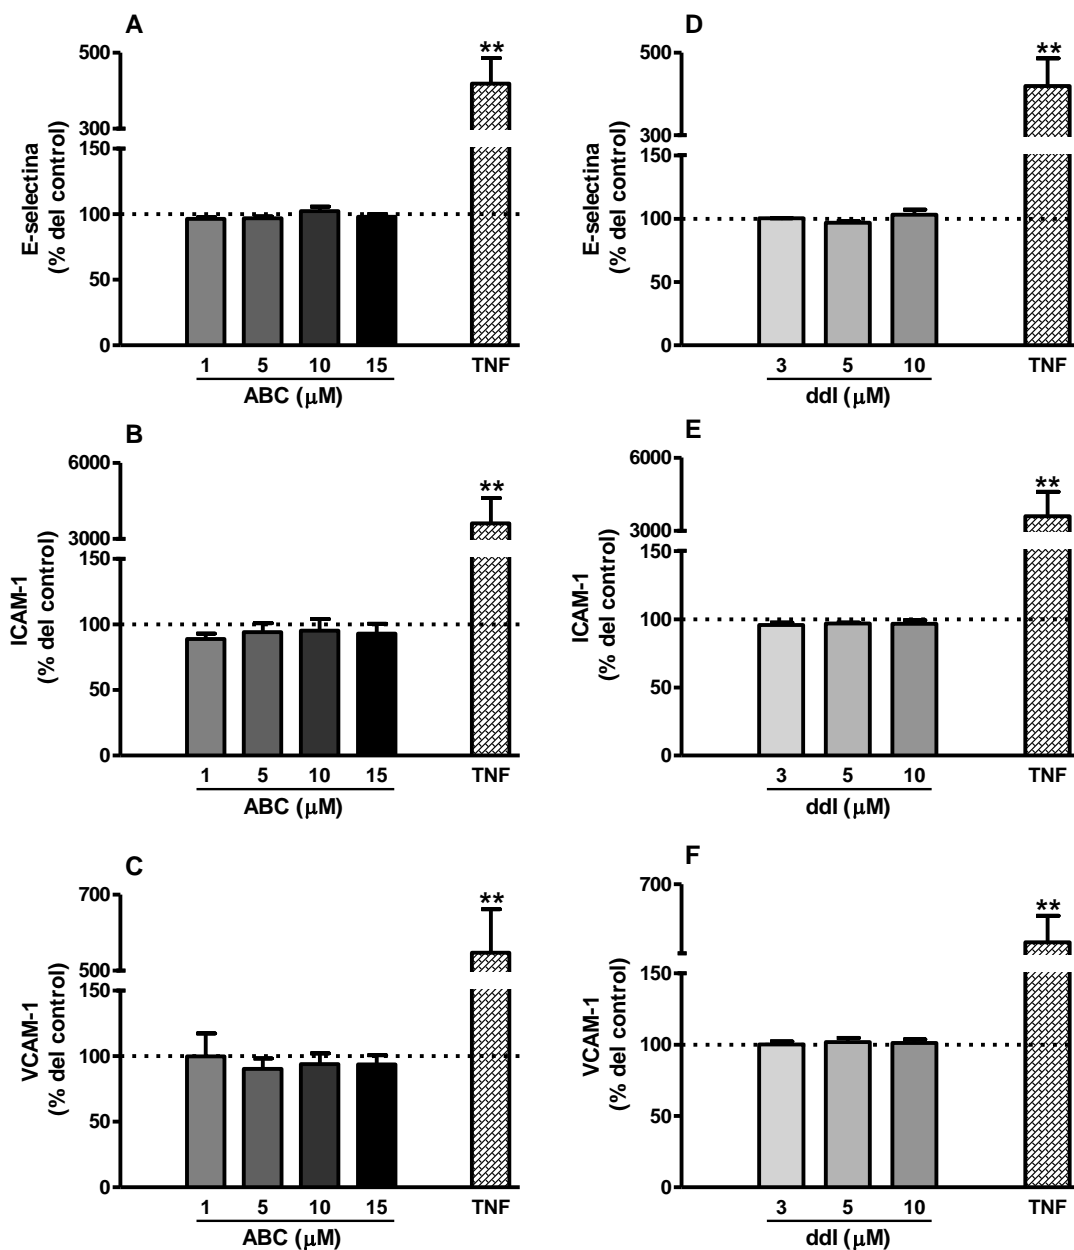 A
E-selectina
(% del control)
500
300
150
100
50
0
**
1 5 10 15 TNF
ABC (μM)
D
E-selectina
(% del control)
500
300
150
100
50
0
**
3 5 10 TNF
ddI (μM)
B
ICAM-1
(% del control)
6000
3000
150
100
50
0
**
1 5 10 15 TNF
ABC (μM)
E
ICAM-1
(% del control)
6000
3000
150
100
50
0
**
3 5 10 TNF
ddI (μM)
C
VCAM-1
(% del control)
700
500
150
100
50
0
**
1 5 10 15 TNF
ABC (μM)
F
VCAM-1
(% del control)
700
150
100
50
0
**
3 5 10 TNF
ddI (μM)